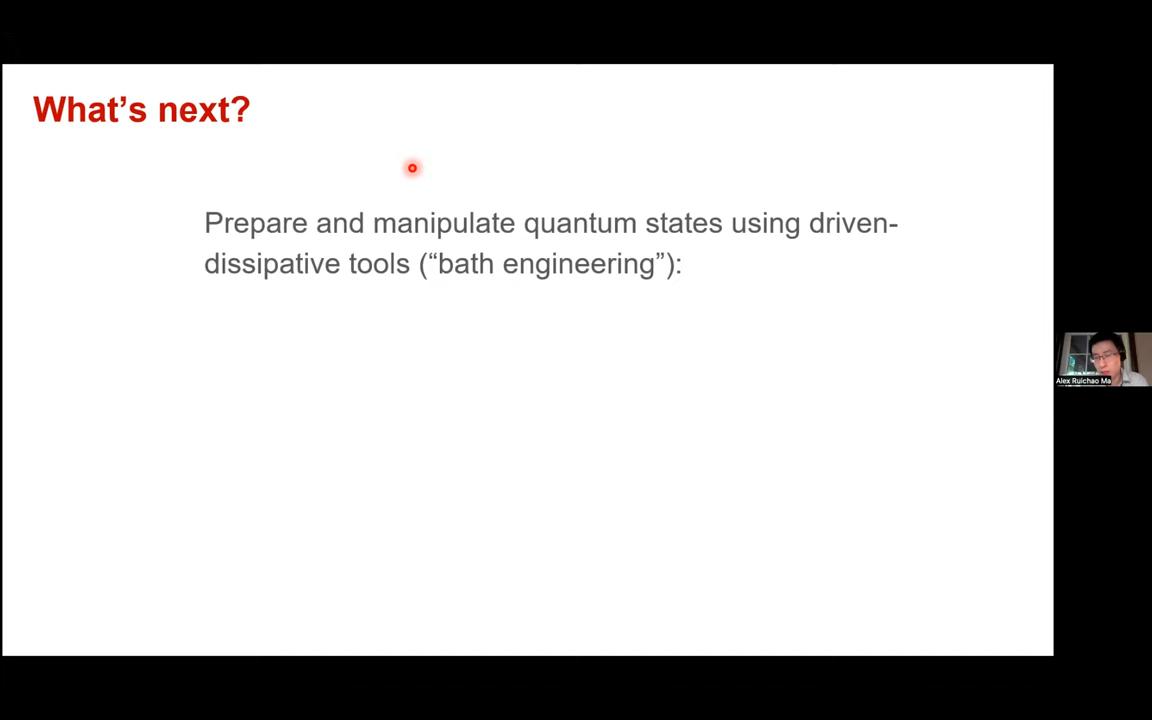 What’s next?
Prepare and manipulate quantum states using driven-
dissipative tools (“bath engineering”):
Alex Ruichao Ma